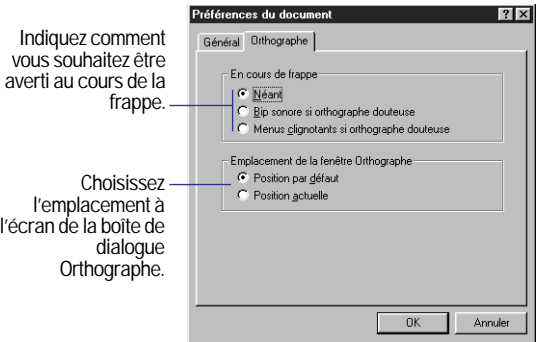 Préférences du document
Général Orthographe
Indiquez comment
vous souhaitez être
averti au cours de la
frappe.
En cours de frappe
Néant
Bip sonore si orthographe douteuse
Menus clignotants si orthographe douteuse
Choisissez
l'emplacement à
l'écran de la boîte de
dialogue
Orthographe.
Emplacement de la fenêtre Orthographe
Position par défaut
Position actuelle
OK Annuler